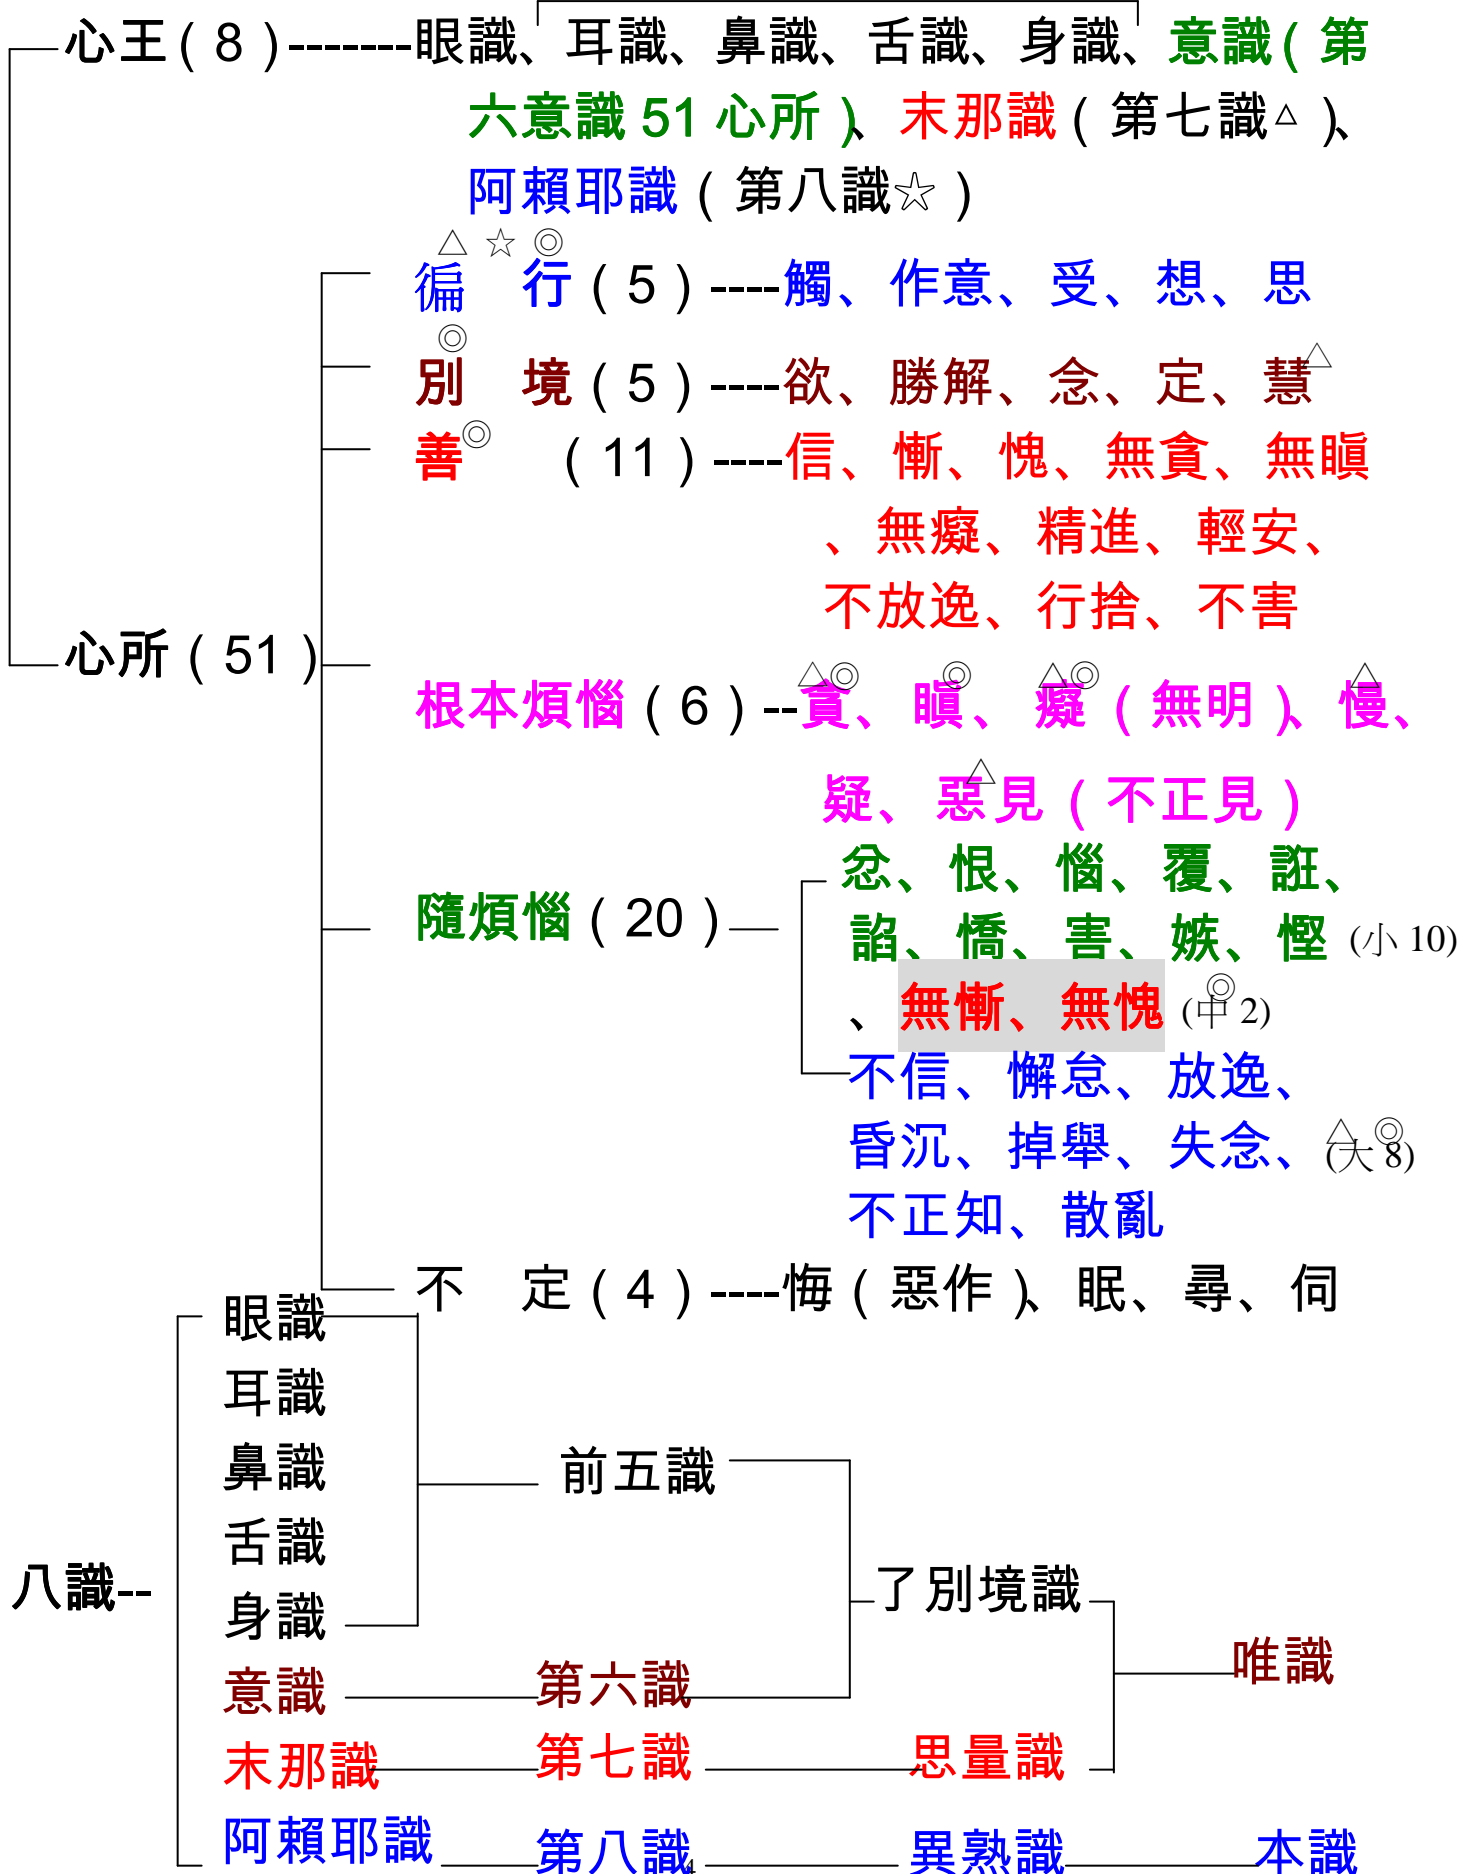 心王(8)-------眼識、耳識、鼻識、舌識、身識、意識(第
六意識 51 心所)、末那識(第七識△)、
阿賴耶識(第八識☆)
△ ☆ ◎
徧 行(5)----觸、作意、受、想、思
◎
別 境(5)----欲、勝解、念、定、慧△
善◎ (11)----信、慚、愧、無貪、無瞋
、無癡、精進、輕安、
不放逸、行捨、不害
心所(51)
△◎ ◎ △◎ △
根本煩惱(6)--貪、瞋、癡(無明)、慢、
△
疑、惡見(不正見)
忿、恨、惱、覆、誑、
隨煩惱(20)
諂、憍、害、嫉、慳 (小 10)
◎
、無慚、無愧 (中 2)
不信、懈怠、放逸、
△ ◎
昏沉、掉舉、失念、 (大 8)
不正知、散亂
不 定(4)----悔(惡作)、眠、尋、伺
眼識
耳識
鼻識 前五識
舌識
八識--
身識 了別境識
意識 第六識 唯識
末那識 第七識 思量識
阿賴耶識 第八識 異熟識 本識